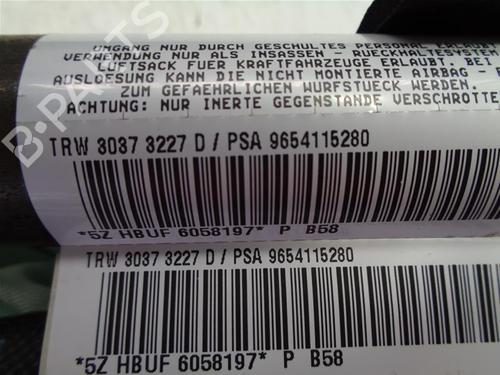 UMGANG NUR DURCH GESCHULTES PERSONAL ERLAU
VERWENDUNG NUR ALS INSASSEN - RUECKHALTESYSTEM
LUFTSACK FUER KRAFTFAHRZEUGE ERLAUBT. BEI
AUSLOESUNG KANN DIE NICHT MONTIERTE AIRBAG -
ZUM GEFAEHRLICHEN WURFSTUECK WERDEN.
ACHTUNG: NUR INERTE GEGENSTANDE VERSCHROTTE
TRW 3037 3227 D / PSA 9654115280
*5Z HBUF 6058197* P B58
TRW 3037 3227 D / PSA 9654115280
*5Z HBUF 6058197* P B58